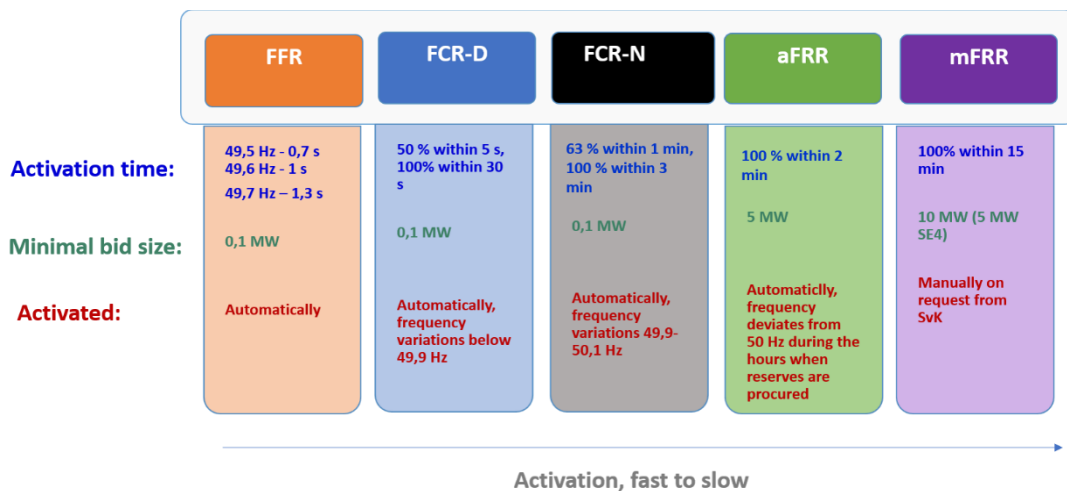 FFR
FCR-D
FCR-N
aFRR
mFRR
Activation time:
49,5 Hz - 0,7 s
49,6 Hz - 1 s
49,7 Hz – 1,3 s
50 % within 5 s,
100% within 30
s
63 % within 1 min,
100 % within 3
min
100 % within 2
min
100% within 15
min
Minimal bid size:
0,1 MW
0,1 MW
0,1 MW
5 MW
10 MW (5 MW
SE4)
Activated:
Automatically
Automatically,
frequency
variations below
49,9 Hz
Automatically,
frequency
variations 49,9-
50,1 Hz
Automaticlly,
frequency
deviates from
50 Hz during the
hours when
reserves are
procured
Manually on
request from
SvK
Activation, fast to slow